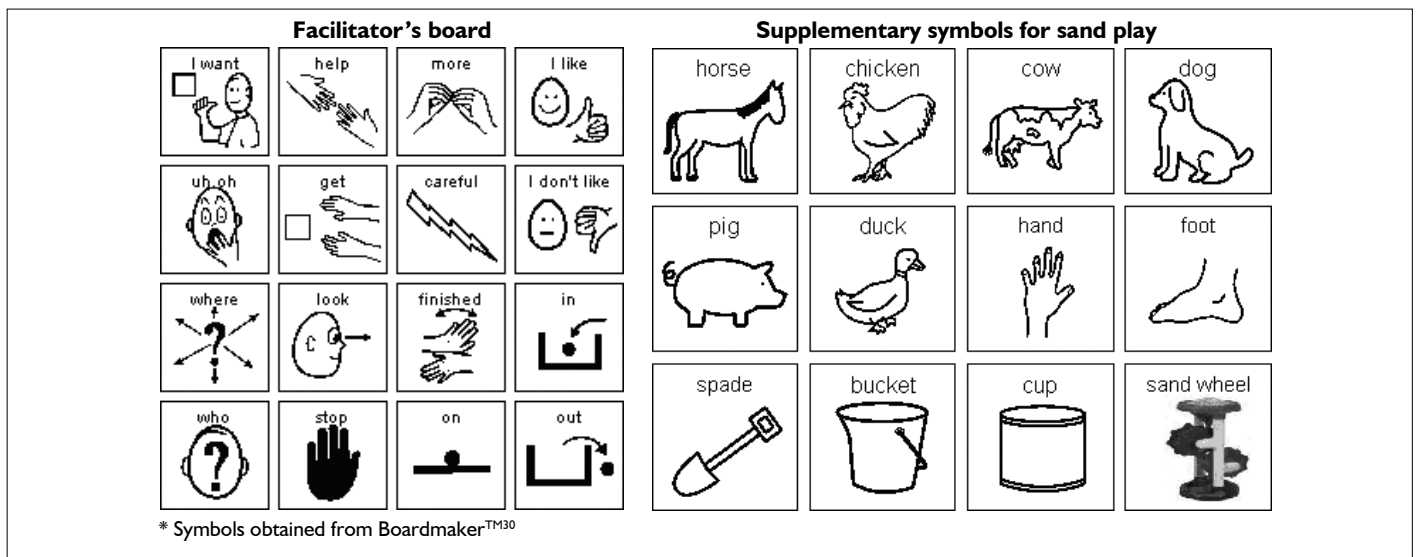 Facilitator's board
I want help more I like
uh oh get careful I don't like
where look finished in
who stop on out
* Symbols obtained from Boardmaker™30
Supplementary symbols for sand play
horse chicken cow dog
pig duck hand foot
spade bucket cup sand wheel